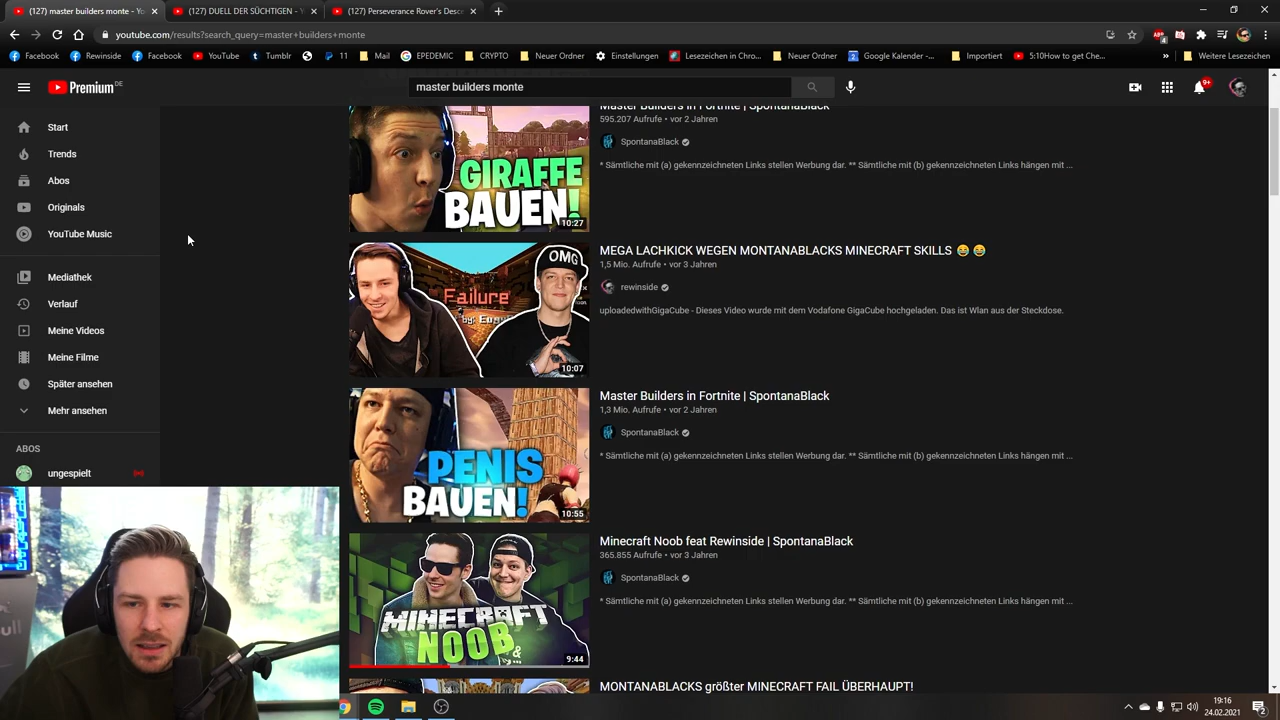 (127) master builders monte - Yo
(127) DUELL DER SÜCHTIGEN - Y
(127) Perseverance Rover's Desce
youtube.com/results?search_query=master+builders+monte
Facebook
Rewinside
Facebook
YouTube
Tumblr
11
Mail
EPEDEMIC
CRYPTO
Neuer Ordner
Einstellungen
Lesezeichen in Chro...
Neuer Ordner
Google Kalender -...
Importiert
5:10How to get Che...
»
Weitere Lesezeichen
Premium DE
master builders monte
9+
Start
Trends
Abos
Originals
YouTube Music
Mediathek
Verlauf
Meine Videos
Meine Filme
Später ansehen
Mehr ansehen
ABOS
ungespielt
GIRAFFE
BAUEN!
10:27
Master Builders in Fortnite | SpontanaBlack
595.207 Aufrufe • vor 2 Jahren
SpontanaBlack
* Sämtliche mit (a) gekennzeichneten Links stellen Werbung dar. ** Sämtliche mit (b) gekennzeichneten Links hängen mit ...
OMG
Failure
by:
10:07
MEGA LACHKICK WEGEN MONTANABLACKS MINECRAFT SKILLS 😂 😂
1,5 Mio. Aufrufe • vor 3 Jahren
rewinside
uploadedwithGigaCube - Dieses Video wurde mit dem Vodafone GigaCube hochgeladen. Das ist Wlan aus der Steckdose.
PENIS
BAUEN!
10:55
Master Builders in Fortnite | SpontanaBlack
1,3 Mio. Aufrufe • vor 2 Jahren
SpontanaBlack
* Sämtliche mit (a) gekennzeichneten Links stellen Werbung dar. ** Sämtliche mit (b) gekennzeichneten Links hängen mit ...
MINECRAFT
NOOB
9:44
Minecraft Noob feat Rewinside | SpontanaBlack
365.855 Aufrufe • vor 3 Jahren
SpontanaBlack
* Sämtliche mit (a) gekennzeichneten Links stellen Werbung dar. ** Sämtliche mit (b) gekennzeichneten Links hängen mit ...
MONTANABLACKS größter MINECRAFT FAIL ÜBERHAUPT!
19:16
24.02.2021
2